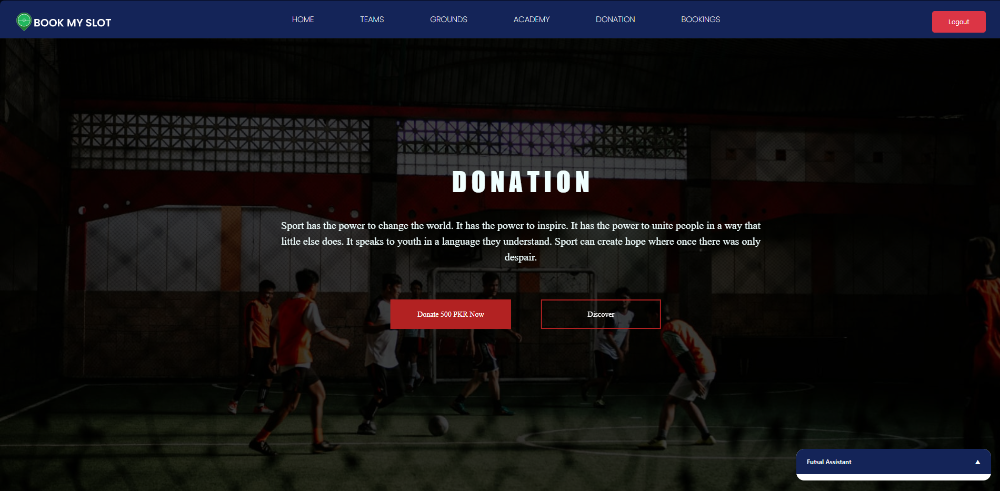 BOOK MY SLOT
HOME
TEAMS
GROUNDS
ACADEMY
DONATION
BOOKINGS
Logout
DONATION
Sport has the power to change the world. It has the power to inspire. It has the power to unite people in a way that
little else does. It speaks to youth in a language they understand. Sport can create hope where once there was only
despair.
Donate 500 PKR Now
Discover
Futsal Assistant